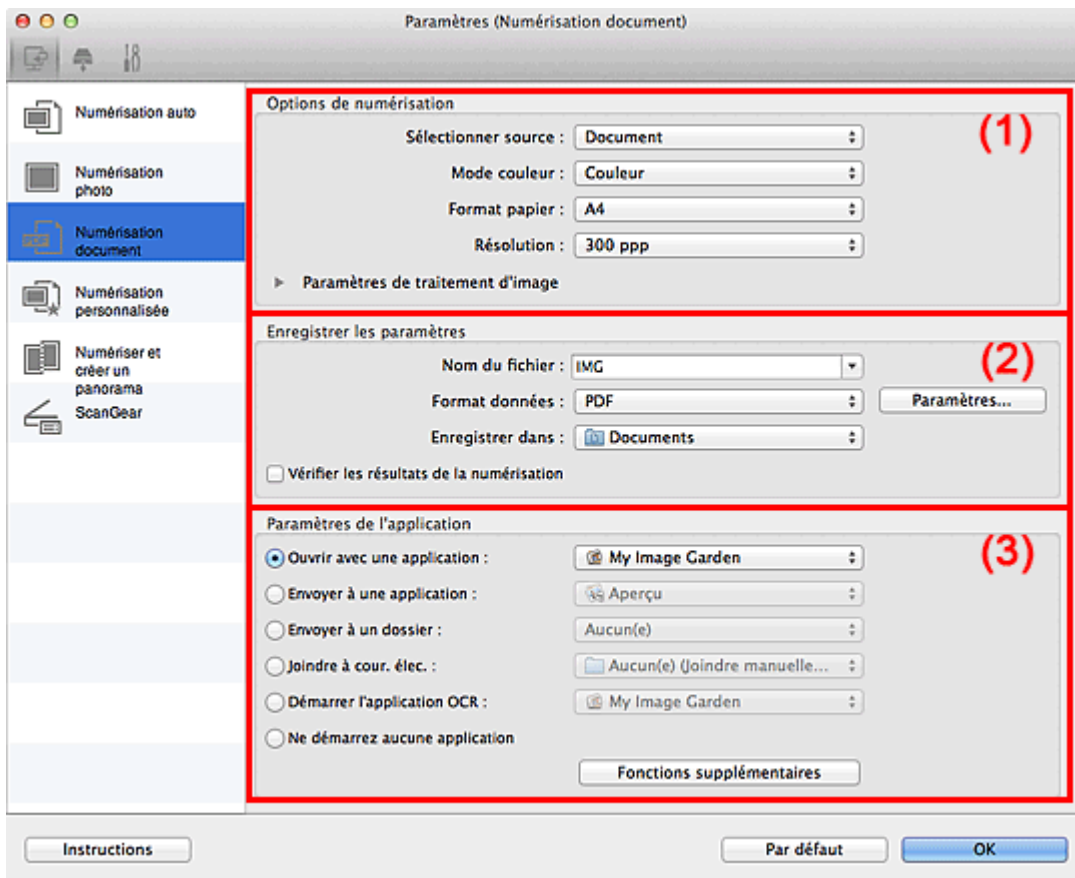 Paramètres (Numérisation document)
Numérisation auto
Numérisation
photo
Numérisation
document
Numérisation
personnalisée
Numériser et
créer un
panorama
ScanGear
Options de numérisation
(1)
Sélectionner source : Document
Mode couleur : Couleur
Format papier : A4
Résolution : 300 ppp
Paramètres de traitement d'image
Enregistrer les paramètres
(2)
Nom du fichier : IMG
Format données : PDF Paramètres...
Enregistrer dans : Documents
Vérifier les résultats de la numérisation
Paramètres de l'application
(3)
Ouvrir avec une application : My Image Garden
Envoyer à une application : Aperçu
Envoyer à un dossier : Aucun(e)
Joindre à cour. élec. : Aucun(e) (Joindre manuelle...
Démarrer l'application OCR : My Image Garden
Ne démarrez aucune application
Fonctions supplémentaires
Instructions Par défaut OK